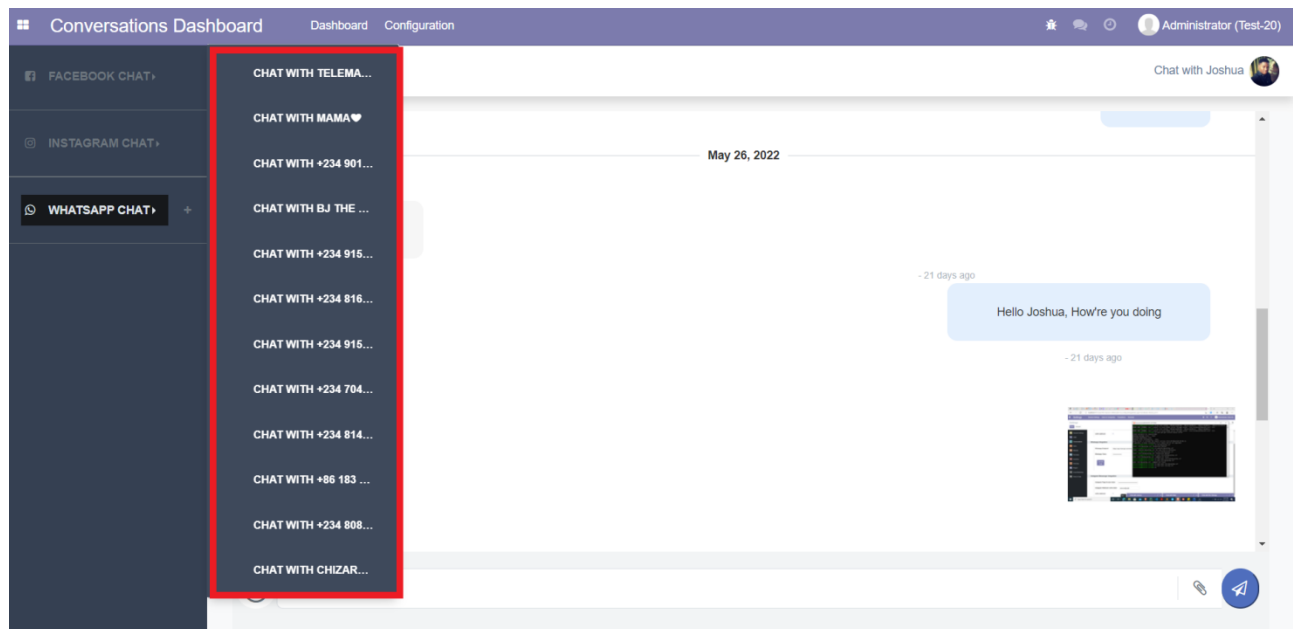 Conversations Dashboard Dashboard Configuration Administrator (Test-20)
FACEBOOK CHAT
INSTAGRAM CHAT
WHATSAPP CHAT +
CHAT WITH TELEMA...
CHAT WITH MAMA🖤
CHAT WITH +234 901...
CHAT WITH BJ THE ...
CHAT WITH +234 915...
CHAT WITH +234 816...
CHAT WITH +234 915...
CHAT WITH +234 704...
CHAT WITH +234 814...
CHAT WITH +86 183 ...
CHAT WITH +234 808...
CHAT WITH CHIZAR...
Chat with Joshua
May 26, 2022
- 21 days ago
Hello Joshua, How're you doing
- 21 days ago